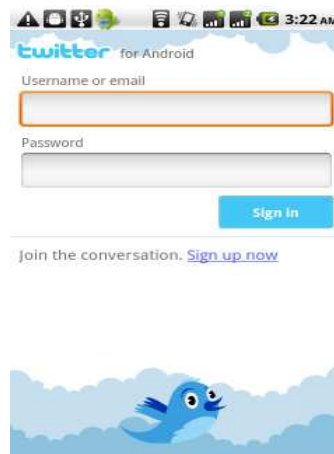 3:22 AM
twitter for Android
Username or email
Password
Sign in
Join the conversation. Sign up now